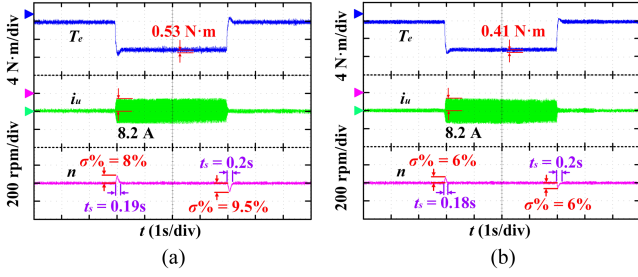 4 N·m/div
200 rpm/div
0.53 N·m
Te
iu
8.2 A
σ% = 8%
ts = 0.2s
n
ts = 0.19s
σ% = 9.5%
t (1s/div)
(a)
4 N·m/div
200 rpm/div
0.41 N·m
Te
iu
8.2 A
σ% = 6%
ts = 0.2s
n
ts = 0.18s
σ% = 6%
t (1s/div)
(b)